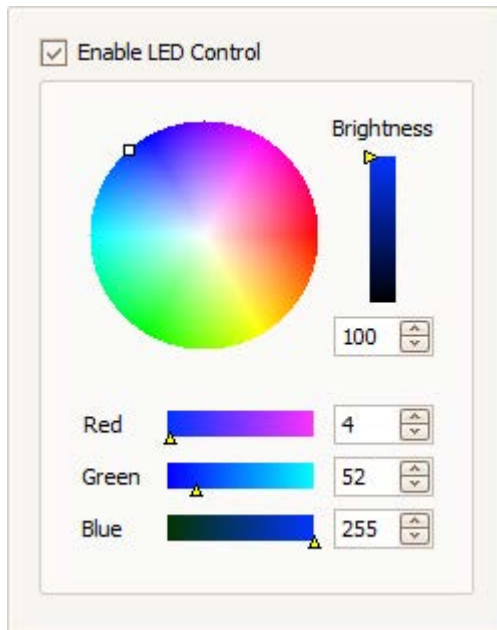 Enable LED Control
Brightness
100
Red 4
Green 52
Blue 255